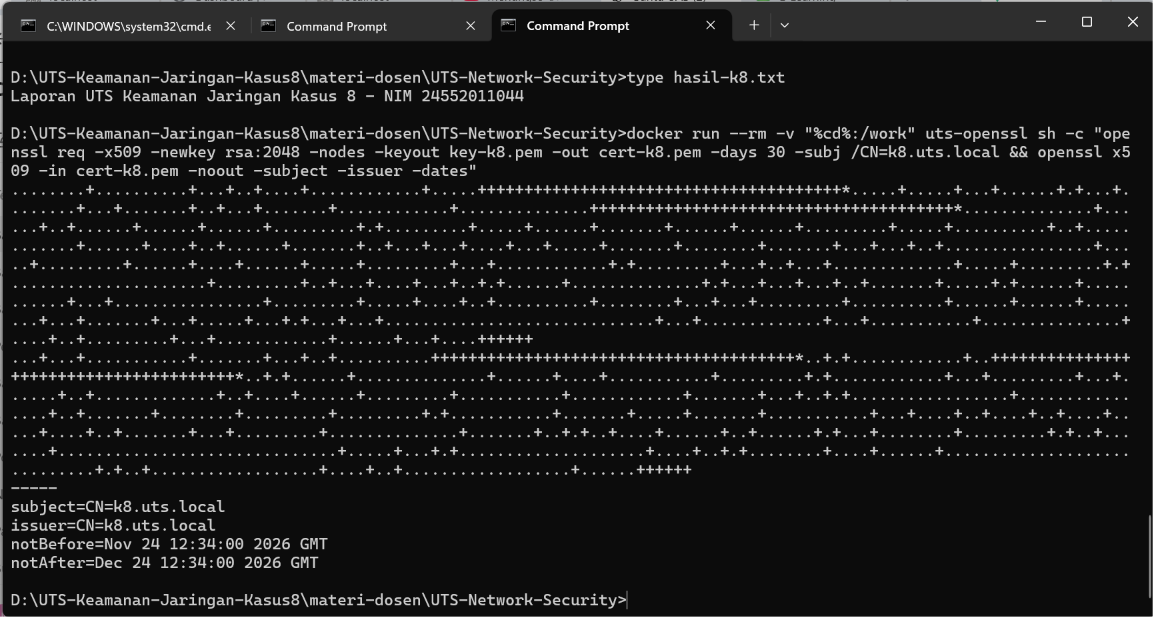 C:\WINDOWS\system32\cmd.e
Command Prompt
Command Prompt
D:\UTS-Keamanan-Jaringan-Kasus8\materi-dosen\UTS-Network-Security>type hasil-k8.txt
Laporan UTS Keamanan Jaringan Kasus 8 - NIM 24552011044
D:\UTS-Keamanan-Jaringan-Kasus8\materi-dosen\UTS-Network-Security>docker run --rm -v "%cd%:/work" uts-openssl sh -c "ope
nssl req -x509 -newkey rsa:2048 -nodes -keyout key-k8.pem -out cert-k8.pem -days 30 -subj /CN=k8.uts.local && openssl x5
09 -in cert-k8.pem -noout -subject -issuer -dates"
-----
subject=CN=k8.uts.local
issuer=CN=k8.uts.local
notBefore=Nov 24 12:34:00 2026 GMT
notAfter=Dec 24 12:34:00 2026 GMT
D:\UTS-Keamanan-Jaringan-Kasus8\materi-dosen\UTS-Network-Security>